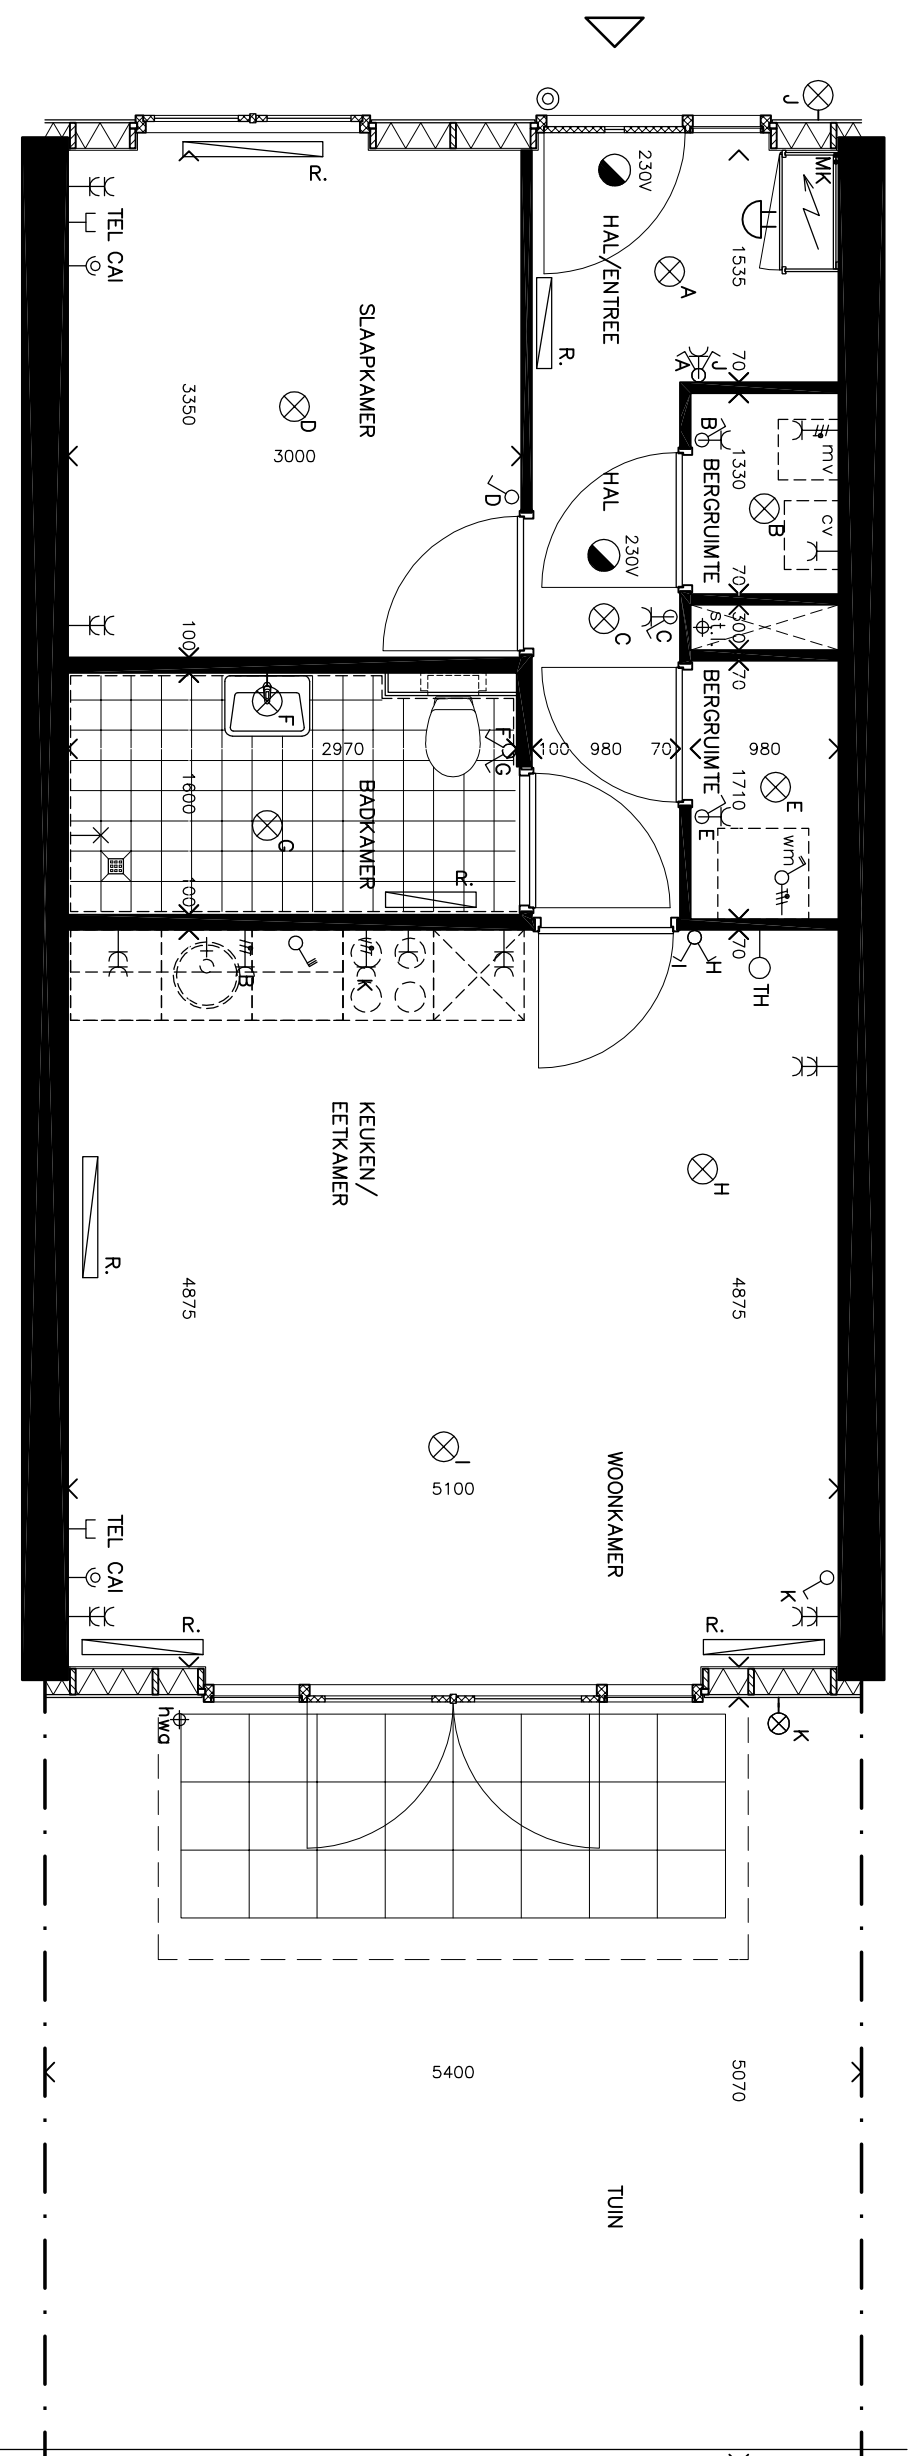 J
MK
230V
R.
HAL/ENTREE
1535
TEL CAI
A
SLAAPKAMER
R.
70
A
J
3350
D
3000
B
1330
mv
BERGRUIMTE
HAL
D
cv
B
230V
70
C
C
st.l.
300
100
70
BERGRUIMTE
F
F
G
2970
100
980
70
980
1600
BADKAMER
1710
E
E
G
wm
R.
100
70
I
H
TH
B
K
KEUKEN/
EETKAMER
H
R.
4875
4875
I
5100
WOONKAMER
TEL CAI
K
R.
R.
hwa
K
5400
5070
TUIN